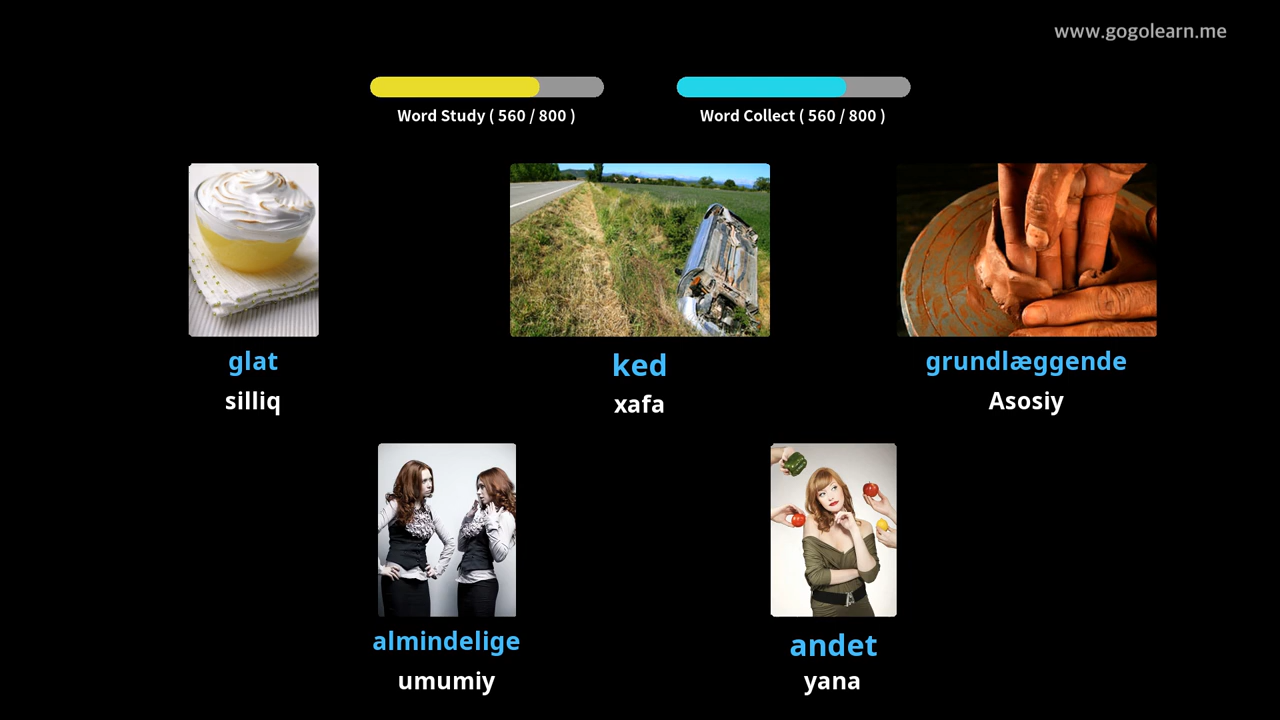 www.gogolearn.me
Word Study ( 560 / 800 )
Word Collect ( 560 / 800 )
glat
silliq
ked
xafa
grundlæggende
Asosiy
almindelige
umumiy
andet
yana